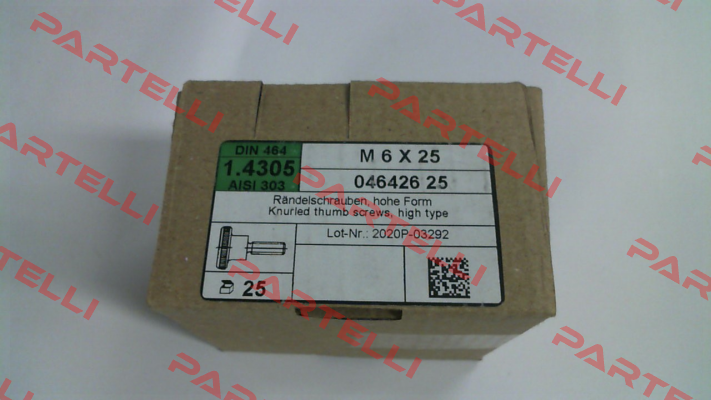 DIN 464
1.4305
AISI 303
M 6 X 25
046426 25
Rändelschrauben, hohe Form
Knurled thumb screws, high type
Lot-Nr.: 2020P-03292
25
PARTELLI
PARTELLI
PARTELLI
PARTELLI
PARTELLI
PARTELLI
PARTELLI
PARTELLI